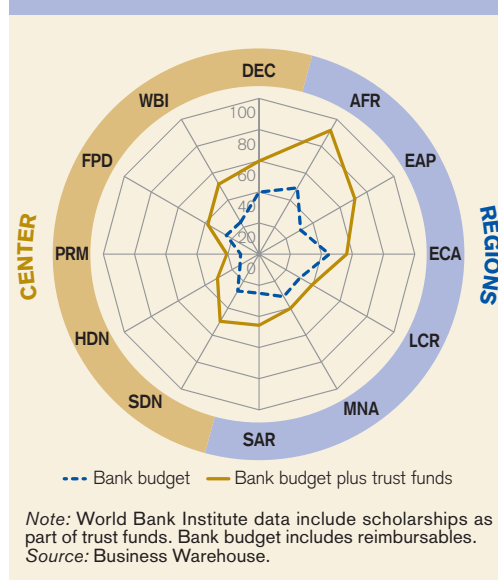 DEC
WBI
AFR
100
FPD
80
EAP
60
40
20
CENTER
PRM
0
ECA
REGIONS
HDN
LCR
SDN
MNA
SAR
Bank budget
Bank budget plus trust funds
Note: World Bank Institute data include scholarships as
part of trust funds. Bank budget includes reimbursables.
Source: Business Warehouse.